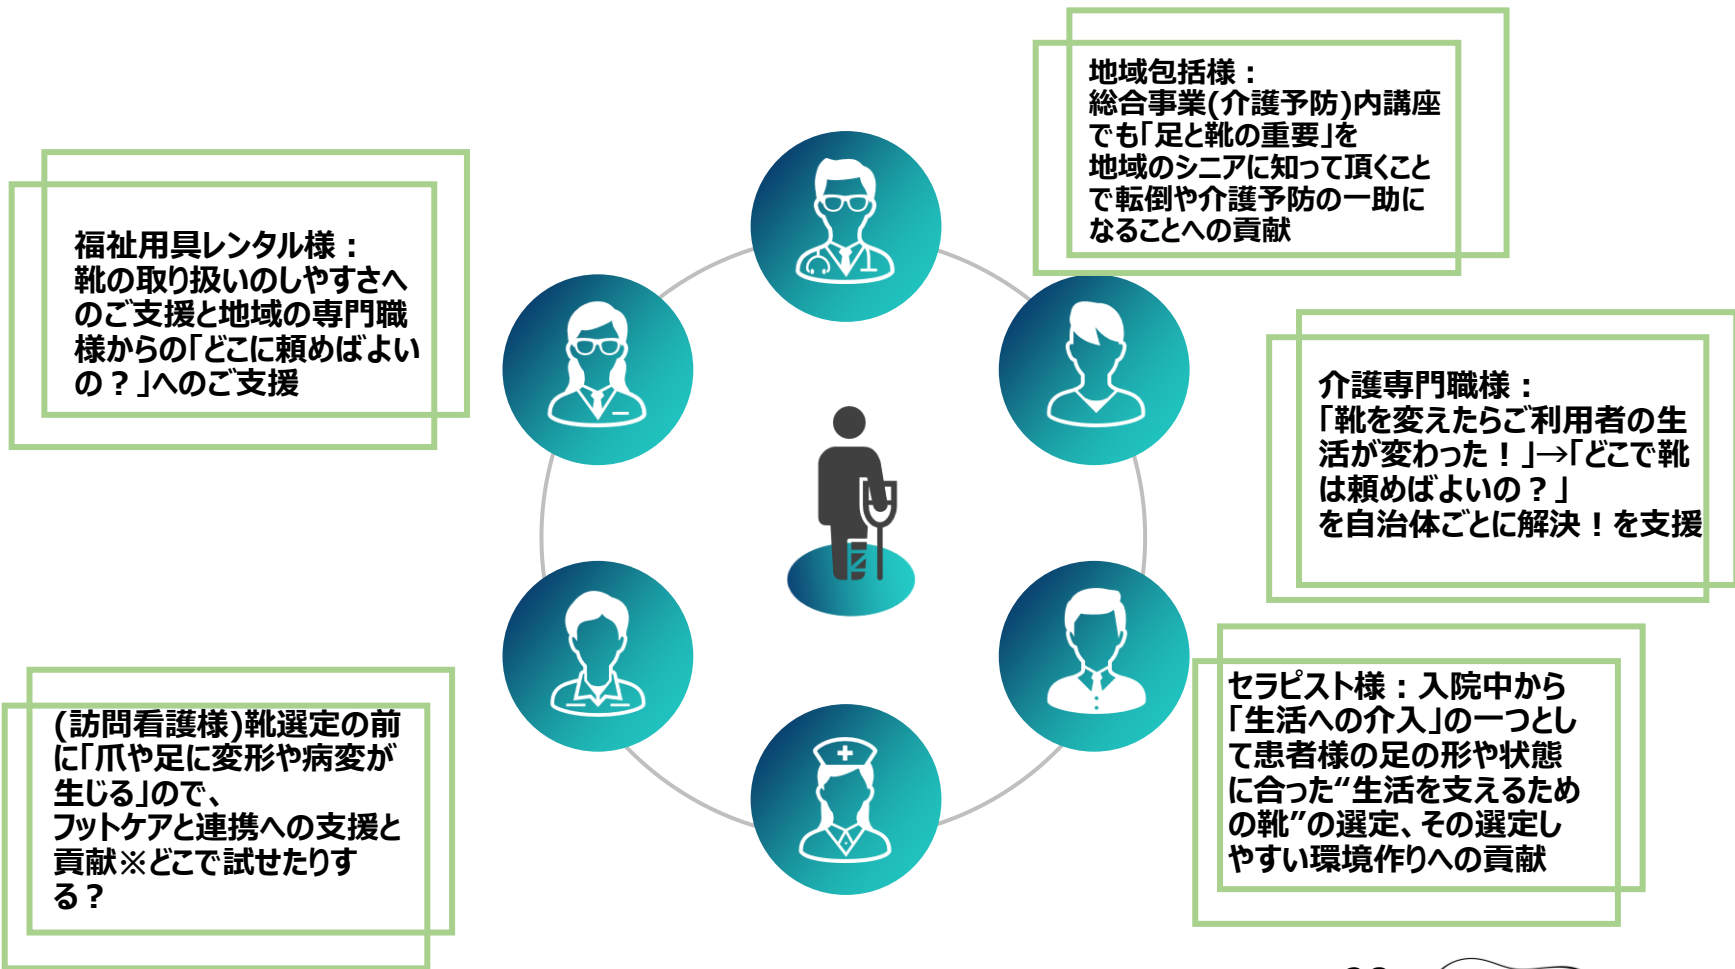 地域包括様：
総合事業(介護予防)内講座
でも「足と靴の重要」を
地域のシニアに知って頂くこと
で転倒や介護予防の一助に
なることへの貢献
福祉用具レンタル様：
靴の取り扱いのしやすさへ
のご支援と地域の専門職
様からの「どこに頼めばよい
の？」へのご支援
介護専門職様：
「靴を変えたらご利用者の生
活が変わった！」→「どこで靴
は頼めばよいの？」
を自治体ごとに解決！を支援
セラピスト様：入院中から
「生活への介入」の一つとし
て患者様の足の形や状態
に合った“生活を支えるため
の靴”の選定、その選定し
やすい環境作りへの貢献
(訪問看護様)靴選定の前
に「爪や足に変形や病変が
生じる」ので、
フットケアと連携への支援と
貢献※どこで試せたりす
る？